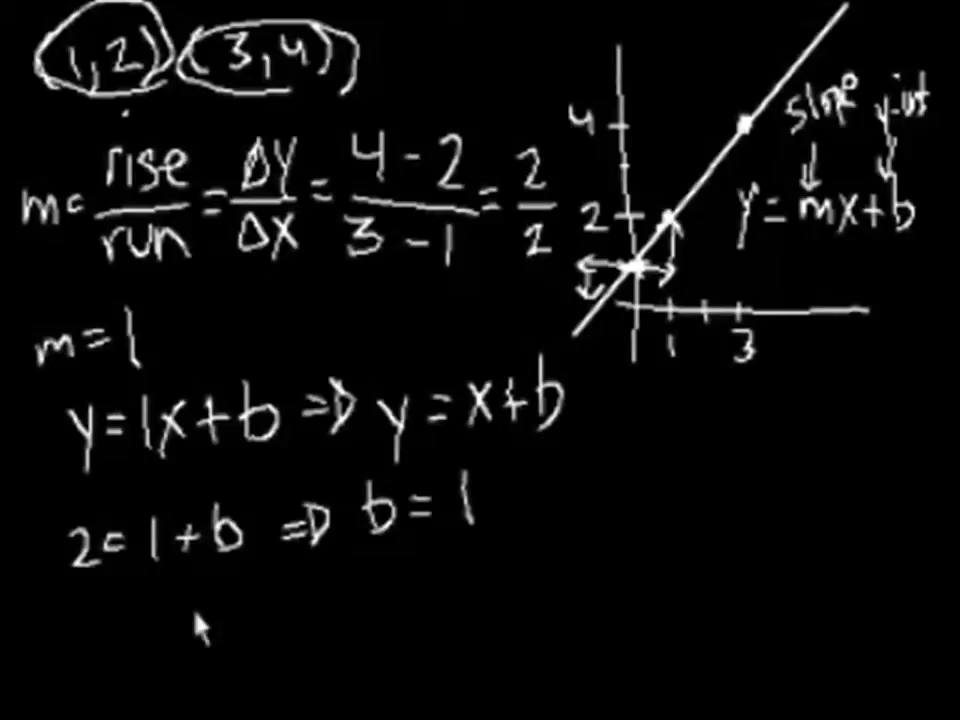 (1,2) (3,4)
m = rise/run = ΔY/ΔX = 4-2/3-1 = 2/2
m = 1
y = 1x + b ⇒ y = x + b
2 = 1 + b ⇒ b = 1
4
2
1 3
slope y-int
y = mx + b